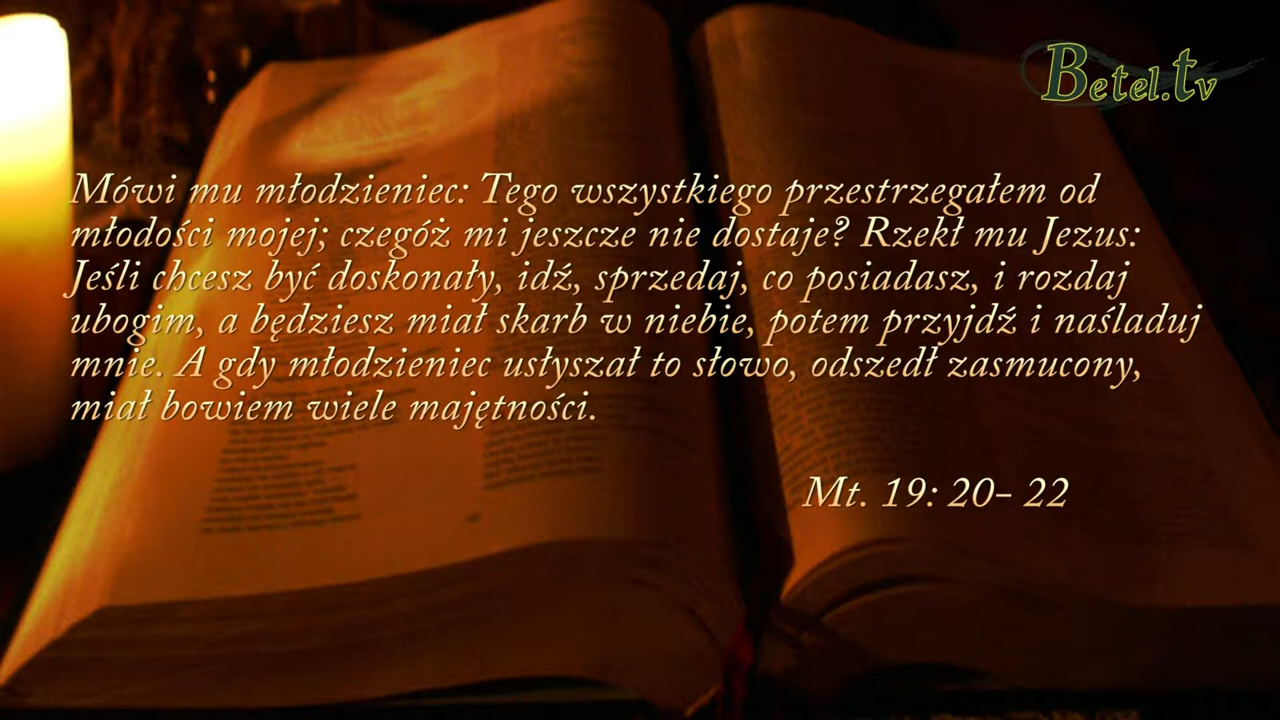 Betel.tv
Mówi mu młodzieniec: Tego wszystkiego przestrzegałem od
młodości mojej; czegóż mi jeszcze nie dostaje? Rzekł mu Jezus:
Jeśli chcesz być doskonały, idź, sprzedaj, co posiadasz, i rozdaj
ubogim, a będziesz miał skarb w niebie, potem przyjdź i naśladuj
mnie. A gdy młodzieniec usłyszał to słowo, odszedł zasmucony,
miał bowiem wiele majętności.
Mt. 19: 20- 22